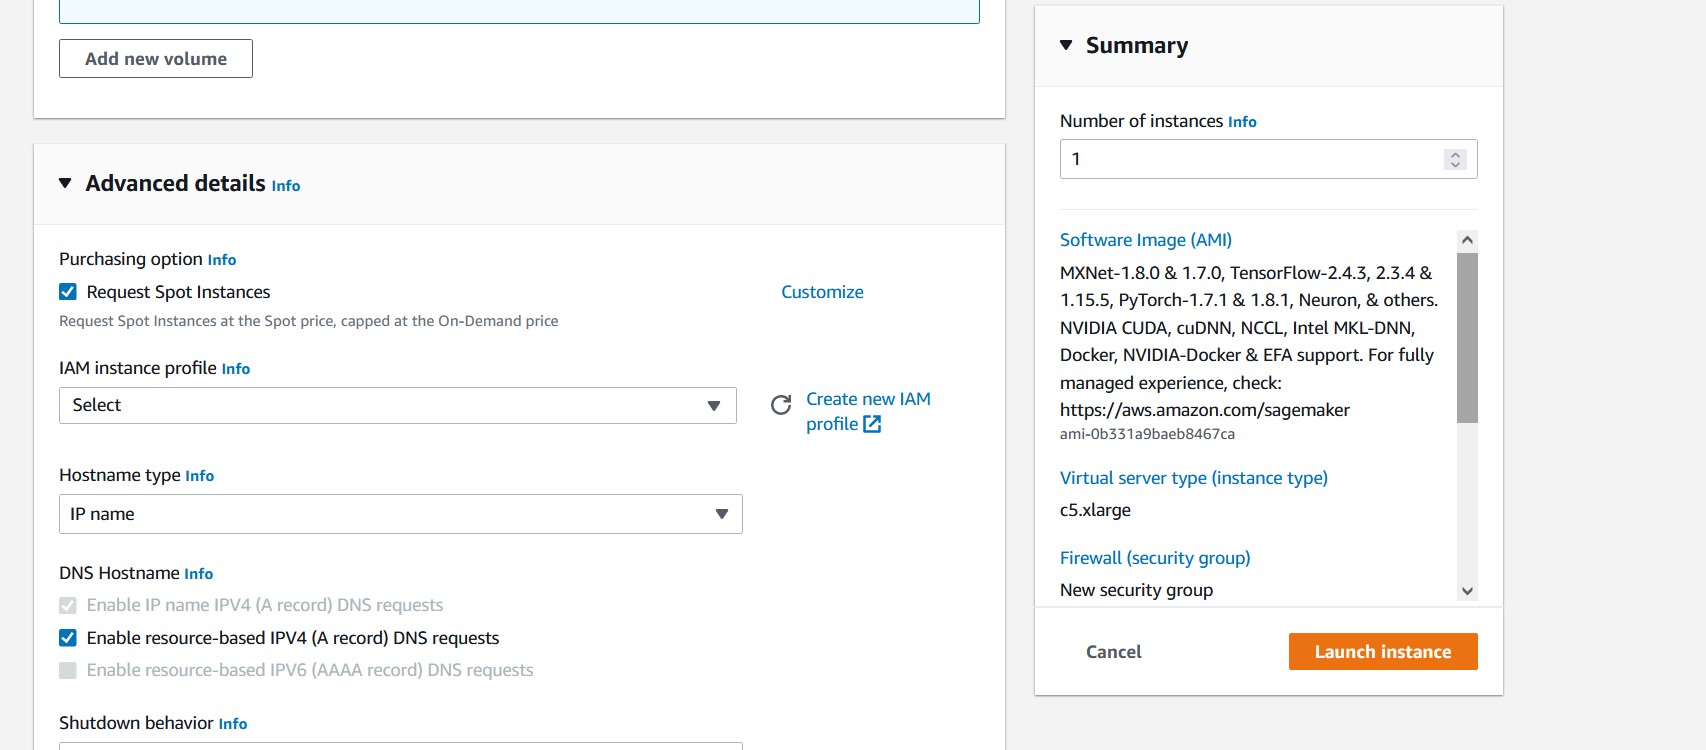 Add new volume
Advanced details Info
Purchasing option Info
Request Spot Instances
Customize
Request Spot Instances at the Spot price, capped at the On-Demand price
IAM instance profile Info
Select
Create new IAM
profile
Hostname type Info
IP name
DNS Hostname Info
Enable IP name IPV4 (A record) DNS requests
Enable resource-based IPV4 (A record) DNS requests
Enable resource-based IPV6 (AAAA record) DNS requests
Shutdown behavior Info
Summary
Number of instances Info
1
Software Image (AMI)
MXNet-1.8.0 & 1.7.0, TensorFlow-2.4.3, 2.3.4 &
1.15.5, PyTorch-1.7.1 & 1.8.1, Neuron, & others.
NVIDIA CUDA, cuDNN, NCCL, Intel MKL-DNN,
Docker, NVIDIA-Docker & EFA support. For fully
managed experience, check:
https://aws.amazon.com/sagemaker
ami-0b331a9baeb8467ca
Virtual server type (instance type)
c5.xlarge
Firewall (security group)
New security group
Cancel
Launch instance